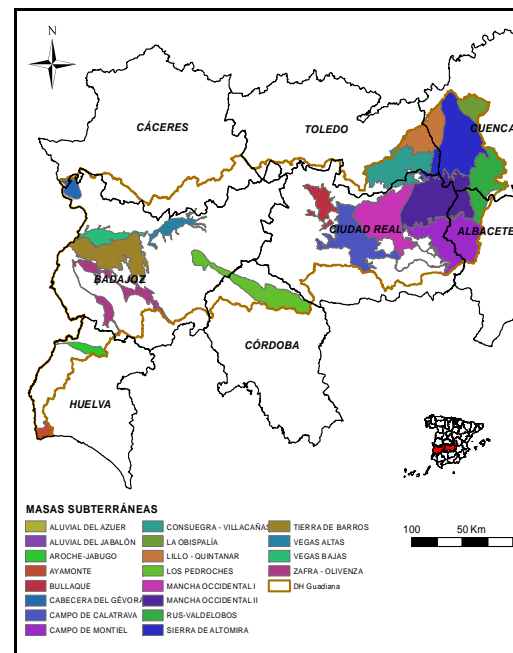 N
CÁCERES
TOLEDO
CUENCA
CIUDAD REAL
ALBACETE
BADAJOZ
CÓRDOBA
HUELVA
MASAS SUBTERRÁNEAS
ALUVIAL DEL AZUER
ALUVIAL DEL JABALÓN
AROCHE-JABUGO
AYAMONTE
BULLAQUE
CABECERA DEL GÉVORA
CAMPO DE CALATRAVA
CAMPO DE MONTIEL
CONSUEGRA - VILLACAÑAS
LA OBISPALÍA
LILLO - QUINTANAR
LOS PEDROCHES
MANCHA OCCIDENTAL I
MANCHA OCCIDENTAL II
RUS-VALDELOBOS
SIERRA DE ALTOMIRA
TIERRA DE BARROS
VEGAS ALTAS
VEGAS BAJAS
ZAFRA - OLIVENZA
DH Guadiana
100 50 Km